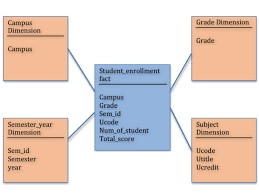 Campus
Dimension
Campus
Grade Dimension
Grade
Student_enrollment
fact
Campus
Grade
Sem_id
Ucode
Num_of_student
Total_score
Semester_year
Dimension
Sem_id
Semester
year
Subject
Dimension
Ucode
Utitle
Ucredit